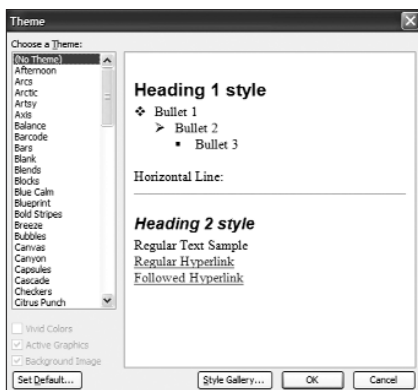 Theme
Choose a Theme:
(No Theme)
Afternoon
Arcs
Arctic
Artsy
Axis
Balance
Barcode
Bars
Blank
Blends
Blocks
Blue Calm
Blueprint
Bold Stripes
Breeze
Bubbles
Canvas
Canyon
Capsules
Cascade
Checkers
Citrus Punch
Vivid Colors
Active Graphics
Background Image
Set Default...
Heading 1 style
Bullet 1
Bullet 2
Bullet 3
Horizontal Line:
Heading 2 style
Regular Text Sample
Regular Hyperlink
Followed Hyperlink
Style Gallery...
OK
Cancel